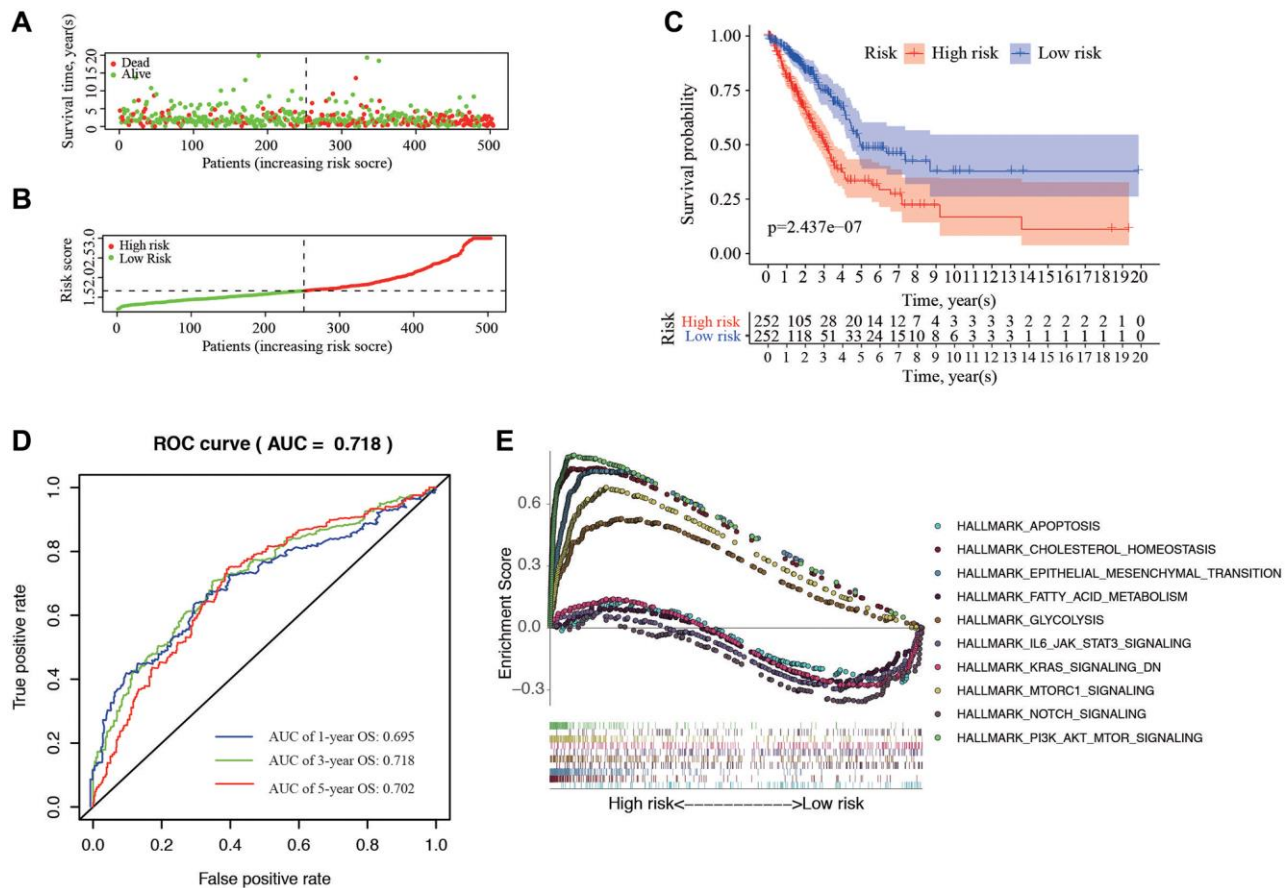 A
Survival time, year(s)
0 5 10 15 20
Dead
Alive
0 100 200 300 400 500
Patients (increasing risk socre)
B
Risk score
1.52.02.53.0
High risk
Low Risk
0 100 200 300 400 500
Patients (increasing risk socre)
C
Risk High risk Low risk
Survival probability
1.00
0.75
0.50
0.25
0.00
p=2.437e−07
0 1 2 3 4 5 6 7 8 9 10 11 12 13 14 15 16 17 18 19 20
Time, year(s)
Risk
High risk 252 105 28 20 14 12 7 4 3 3 3 3 2 2 2 2 2 1 0
Low risk 252 118 51 33 24 15 10 8 6 3 3 3 1 1 1 1 1 1 0
0 1 2 3 4 5 6 7 8 9 10 11 12 13 14 15 16 17 18 19 20
Time, year(s)
D
ROC curve ( AUC = 0.718 )
True positive rate
1.0
0.8
0.6
0.4
0.2
0.0
AUC of 1-year OS: 0.695
AUC of 3-year OS: 0.718
AUC of 5-year OS: 0.702
0.0 0.2 0.4 0.6 0.8 1.0
False positive rate
E
Enrichment Score
0.6
0.3
0.0
−0.3
High risk<----------->Low risk
HALLMARK_APOPTOSIS
HALLMARK_CHOLESTEROL_HOMEOSTASIS
HALLMARK_EPITHELIAL_MESENCHYMAL_TRANSITION
HALLMARK_FATTY_ACID_METABOLISM
HALLMARK_GLYCOLYSIS
HALLMARK_IL6_JAK_STAT3_SIGNALING
HALLMARK_KRAS_SIGNALING_DN
HALLMARK_MTORC1_SIGNALING
HALLMARK_NOTCH_SIGNALING
HALLMARK_PI3K_AKT_MTOR_SIGNALING